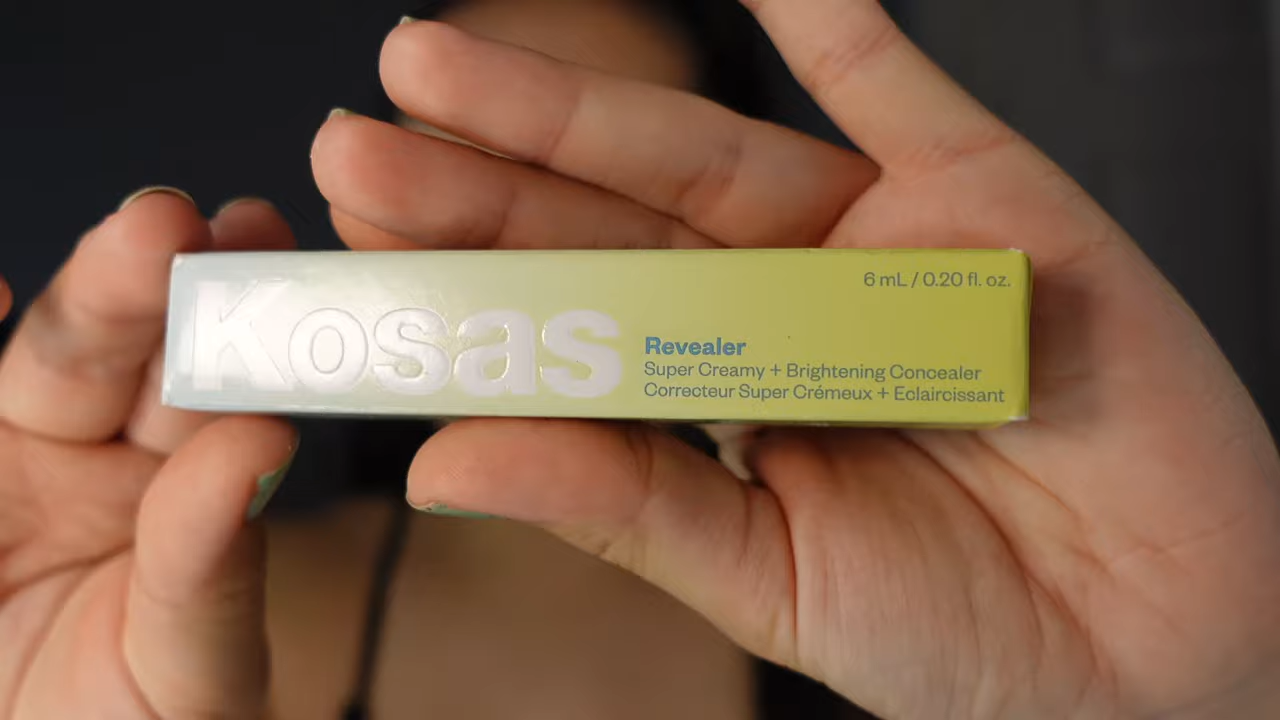 Kosas
6 mL / 0.20 fl. oz.
Revealer
Super Creamy + Brightening Concealer
Correcteur Super Crémeux + Eclaircissant